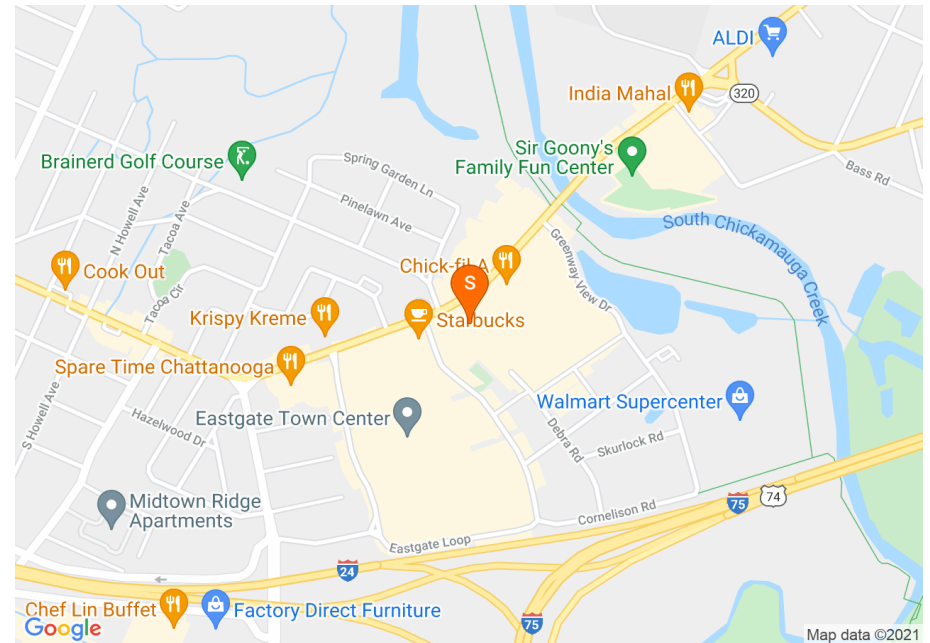 ALDI
India Mahal
320
Sir Goony's
Family Fun Center
Brainerd Golf Course
Spring Garden Ln
Bass Rd
Pinelawn Ave
N Howell Ave
Tacoa Ave
South Chickamauga Creek
Greenway View Dr
Cook Out
Chick-fil-A
S
Tacoa Cir
Krispy Kreme
Starbucks
Spare Time Chattanooga
Eastgate Town Center
Walmart Supercenter
S Howell Ave
Hazelwood Dr
Debra Rd
Skurlock Rd
Midtown Ridge
Apartments
75
74
Cornelison Rd
Eastgate Loop
24
Chef Lin Buffet
Factory Direct Furniture
75
Google
Map data ©2021